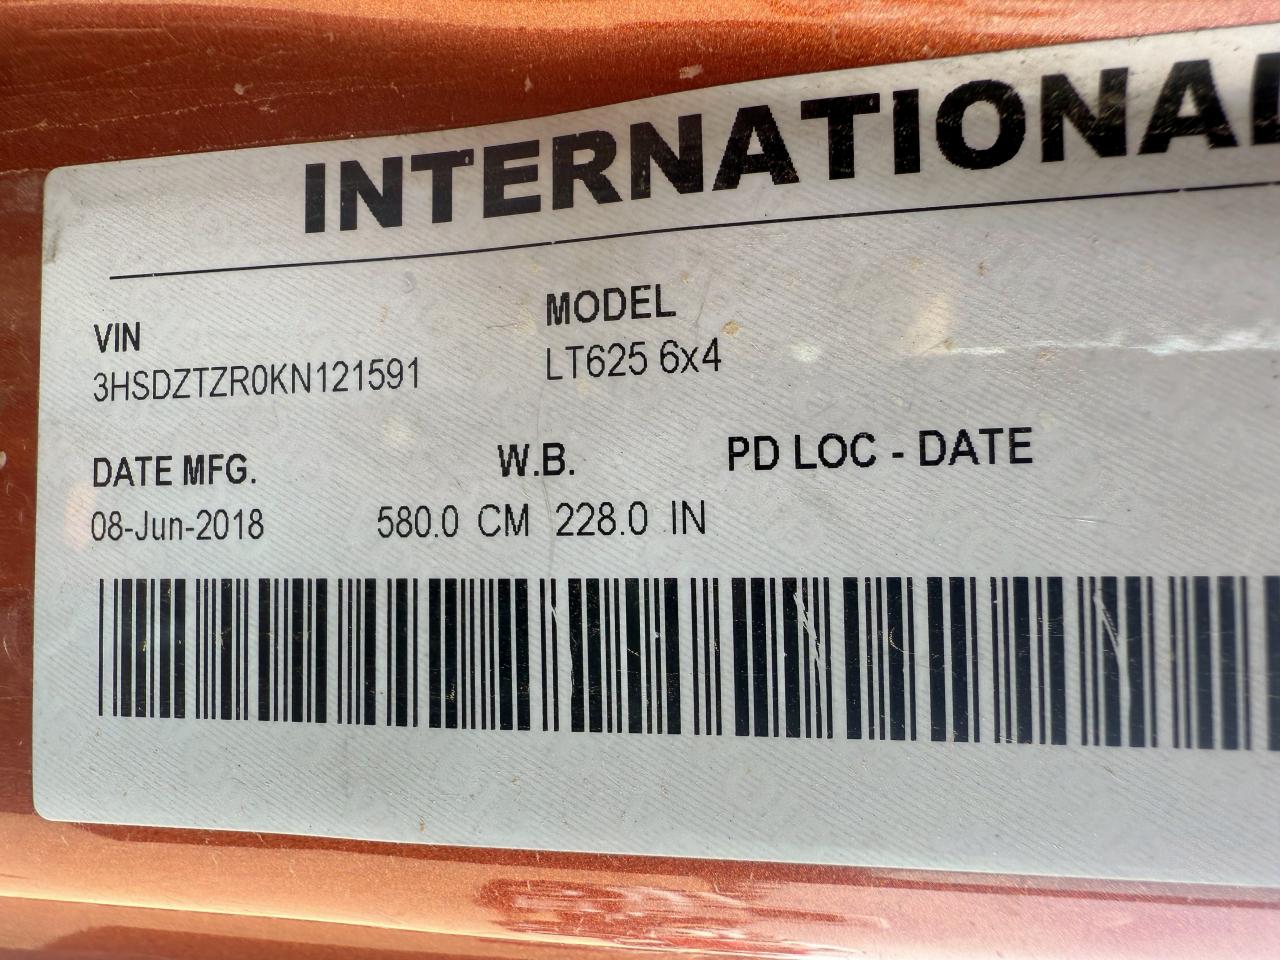 INTERNATIONAL
VIN
3HSDZTZR0KN121591
MODEL
LT625 6x4
DATE MFG.
08-Jun-2018
W.B.
580.0 CM 228.0 IN
PD LOC - DATE